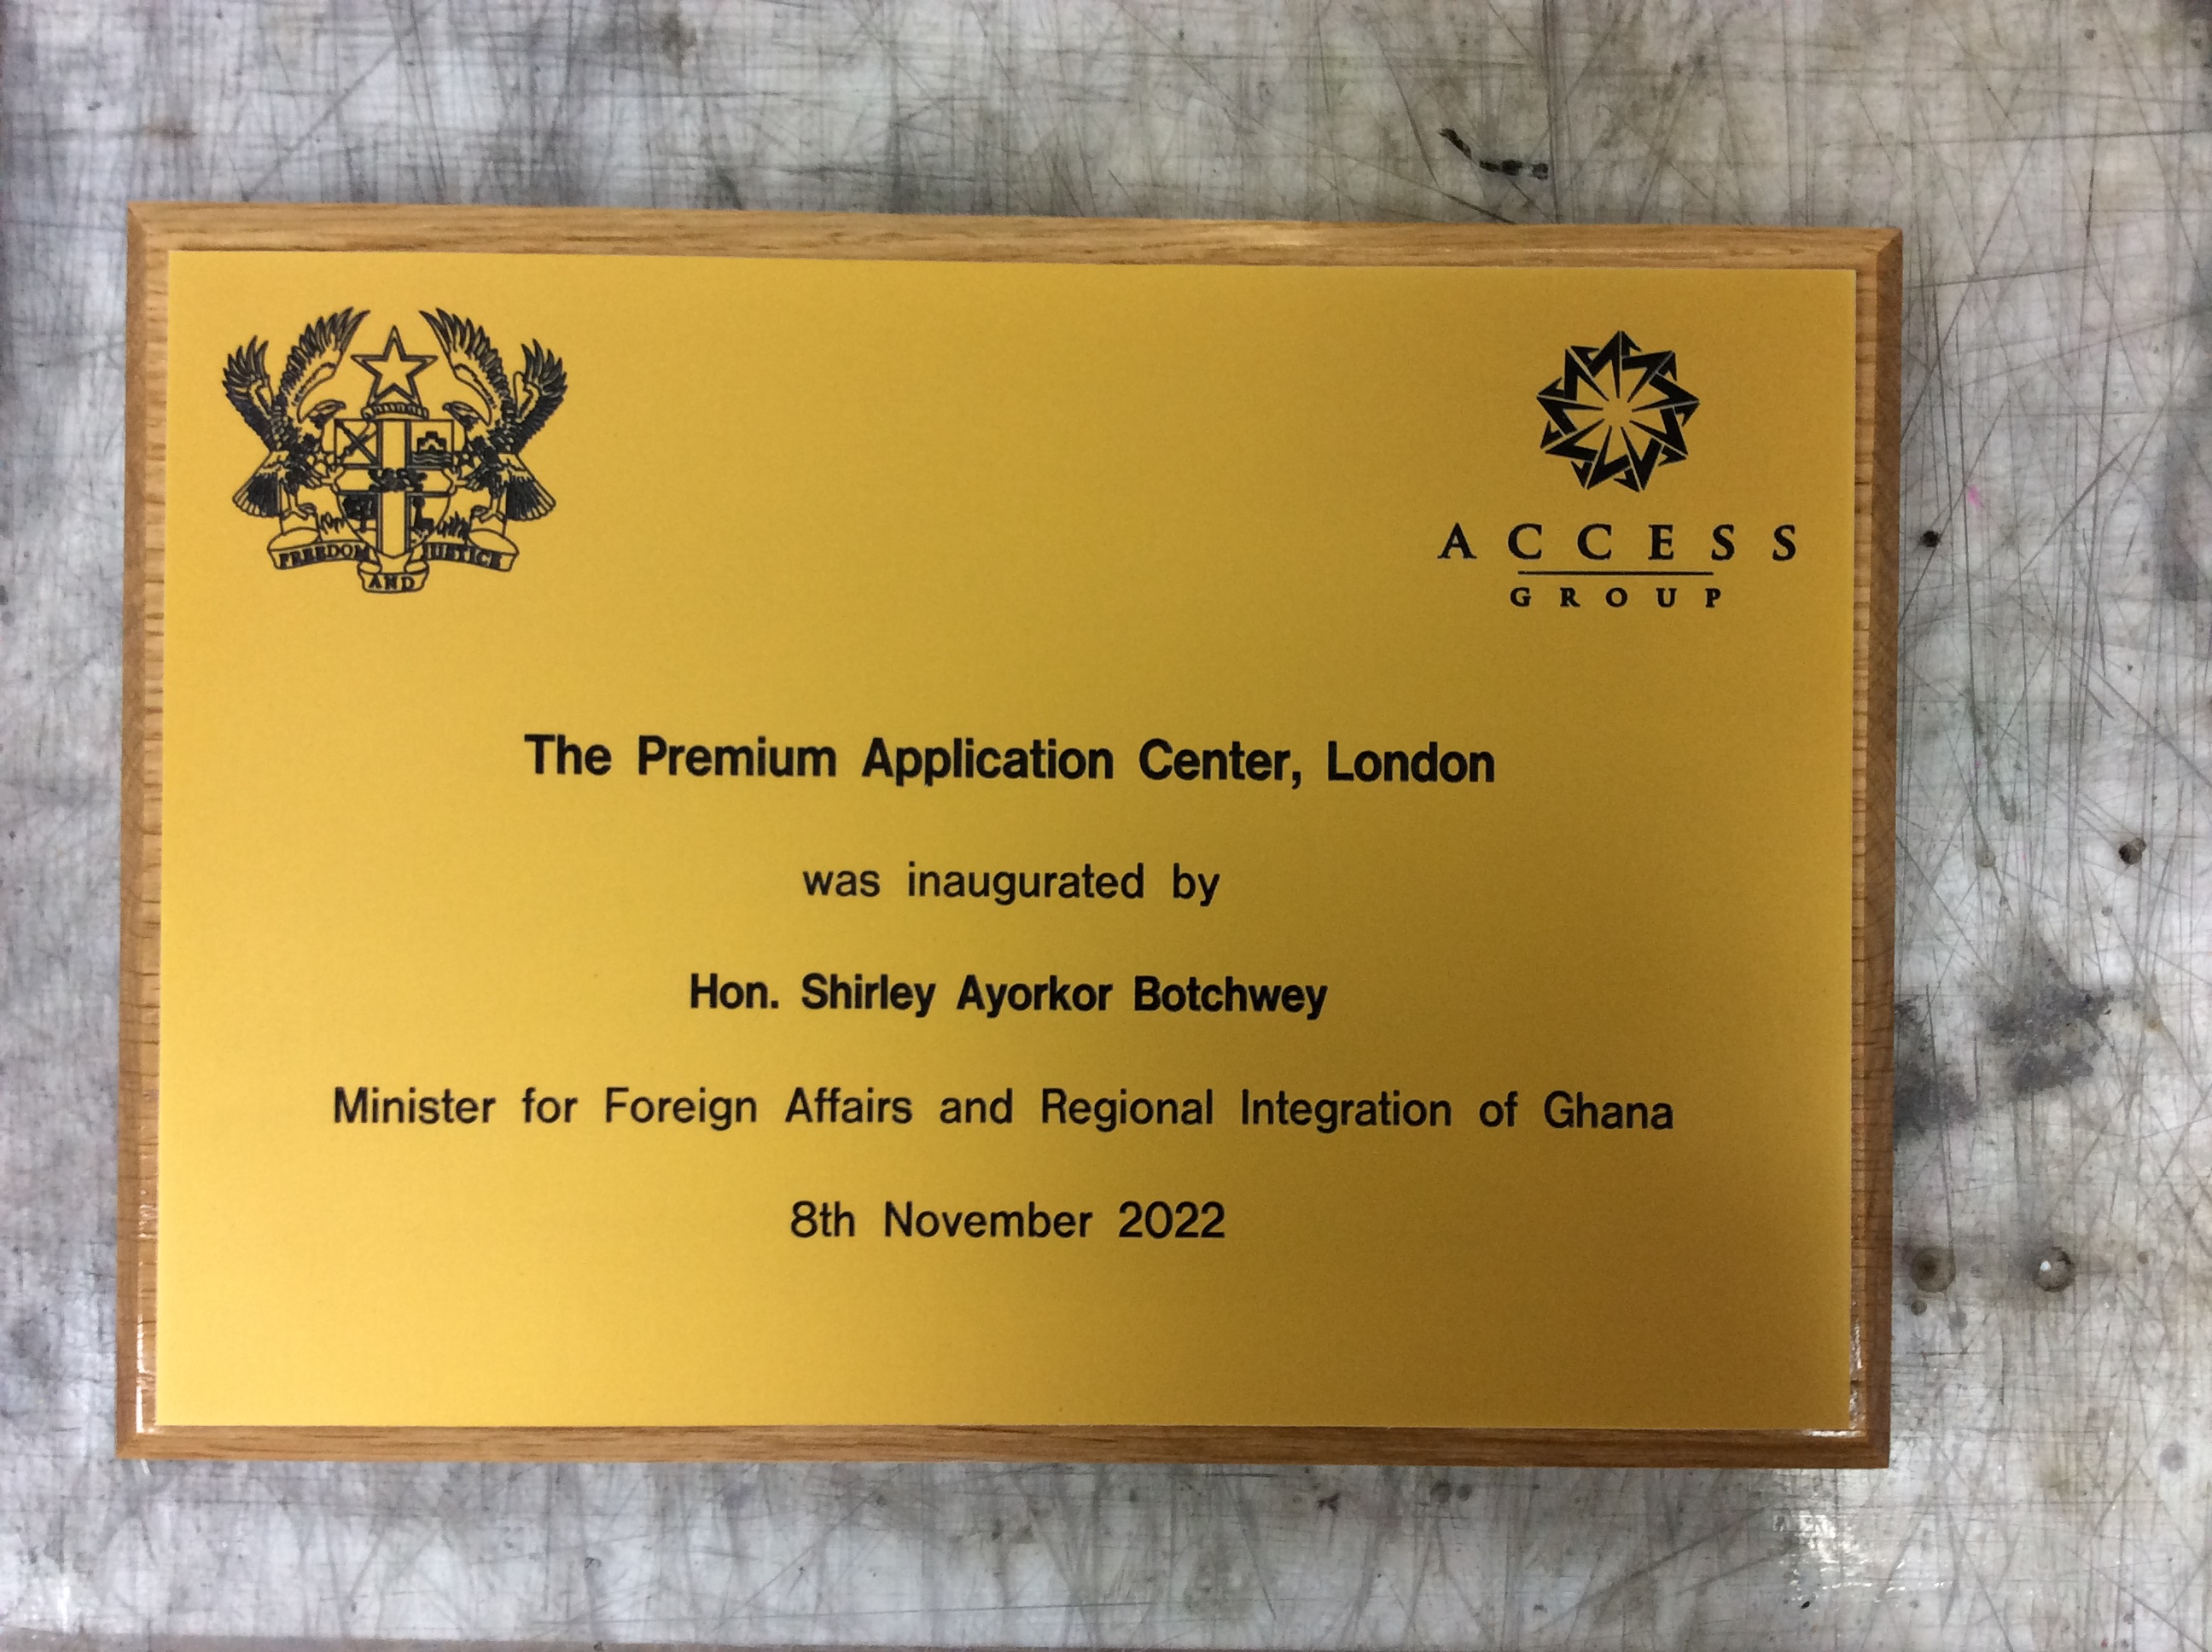 FREEDOM AND JUSTICE
ACCESS
GROUP
The Premium Application Center, London
was inaugurated by
Hon. Shirley Ayorkor Botchwey
Minister for Foreign Affairs and Regional Integration of Ghana
8th November 2022